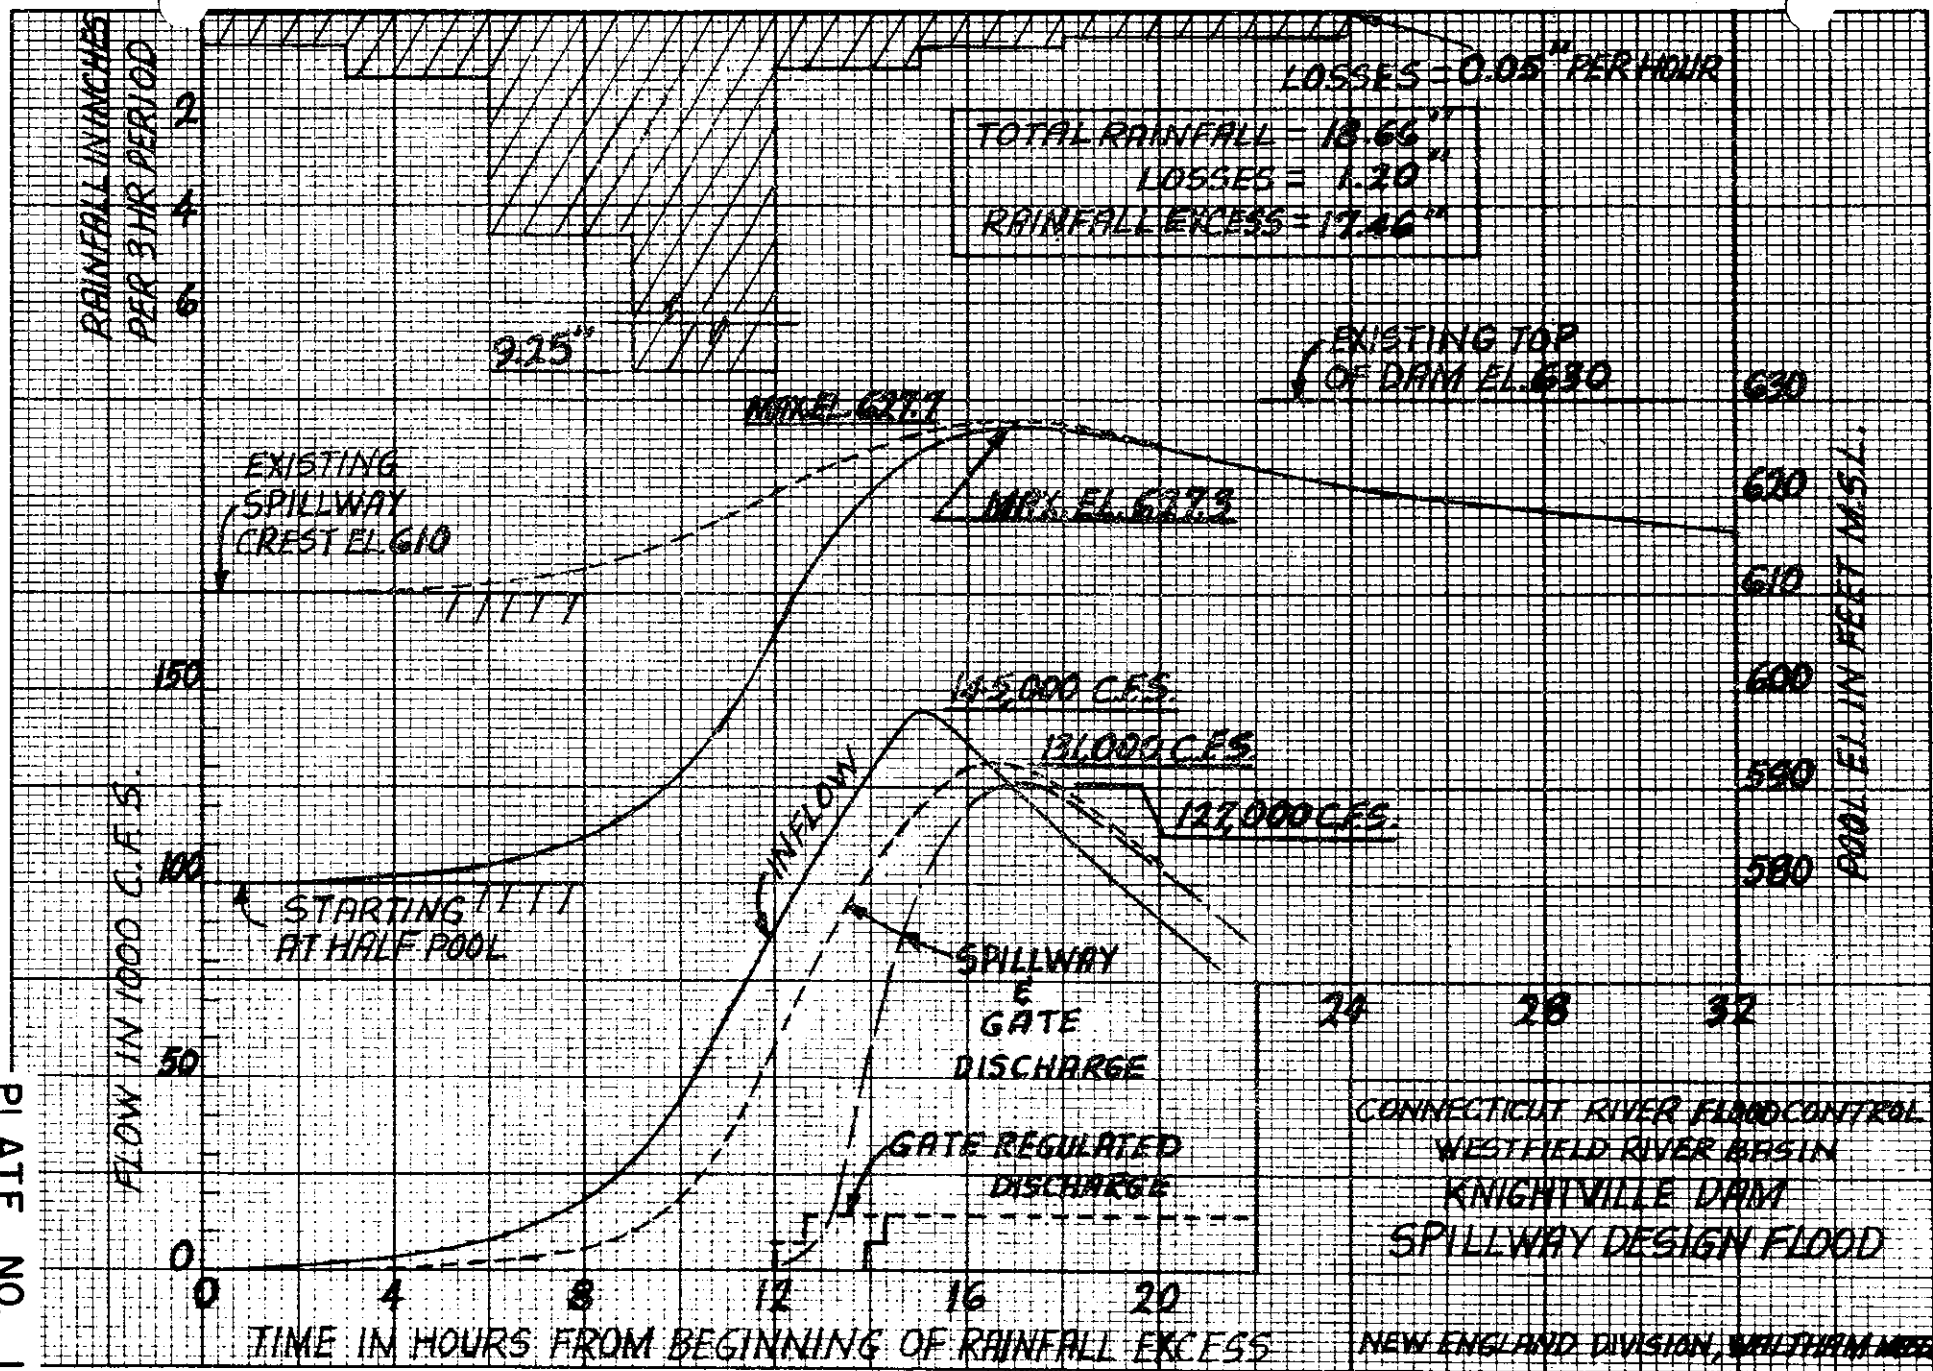 RAINFALL IN INCHES
PER 3 HR PERIOD
2
4
6
LOSSES = 0.05" PER HOUR
TOTAL RAINFALL = 18.66"
LOSSES = 1.20"
RAINFALL EXCESS = 17.46"
9.25"
EXISTING TOP
OF DAM EL. 630
MAX.EL. 627.7
MAX. EL. 627.3
EXISTING
SPILLWAY
CREST EL. 610
630
620
610
600
590
580
POOL EL. IN FEET M.S.L.
150
100
50
0
FLOW IN 1000 C.F.S.
STARTING
AT HALF POOL
145,000 C.F.S.
131,000 C.F.S.
127,000 C.F.S.
INFLOW
SPILLWAY
&
GATE
DISCHARGE
GATE REGULATED
DISCHARGE
24
28
32
0
4
8
12
16
20
TIME IN HOURS FROM BEGINNING OF RAINFALL EXCESS
CONNECTICUT RIVER FLOOD CONTROL
WESTFIELD RIVER BASIN
KNIGHTVILLE DAM
SPILLWAY DESIGN FLOOD
NEW ENGLAND DIVISION, WALTHAM
PLATE NO.